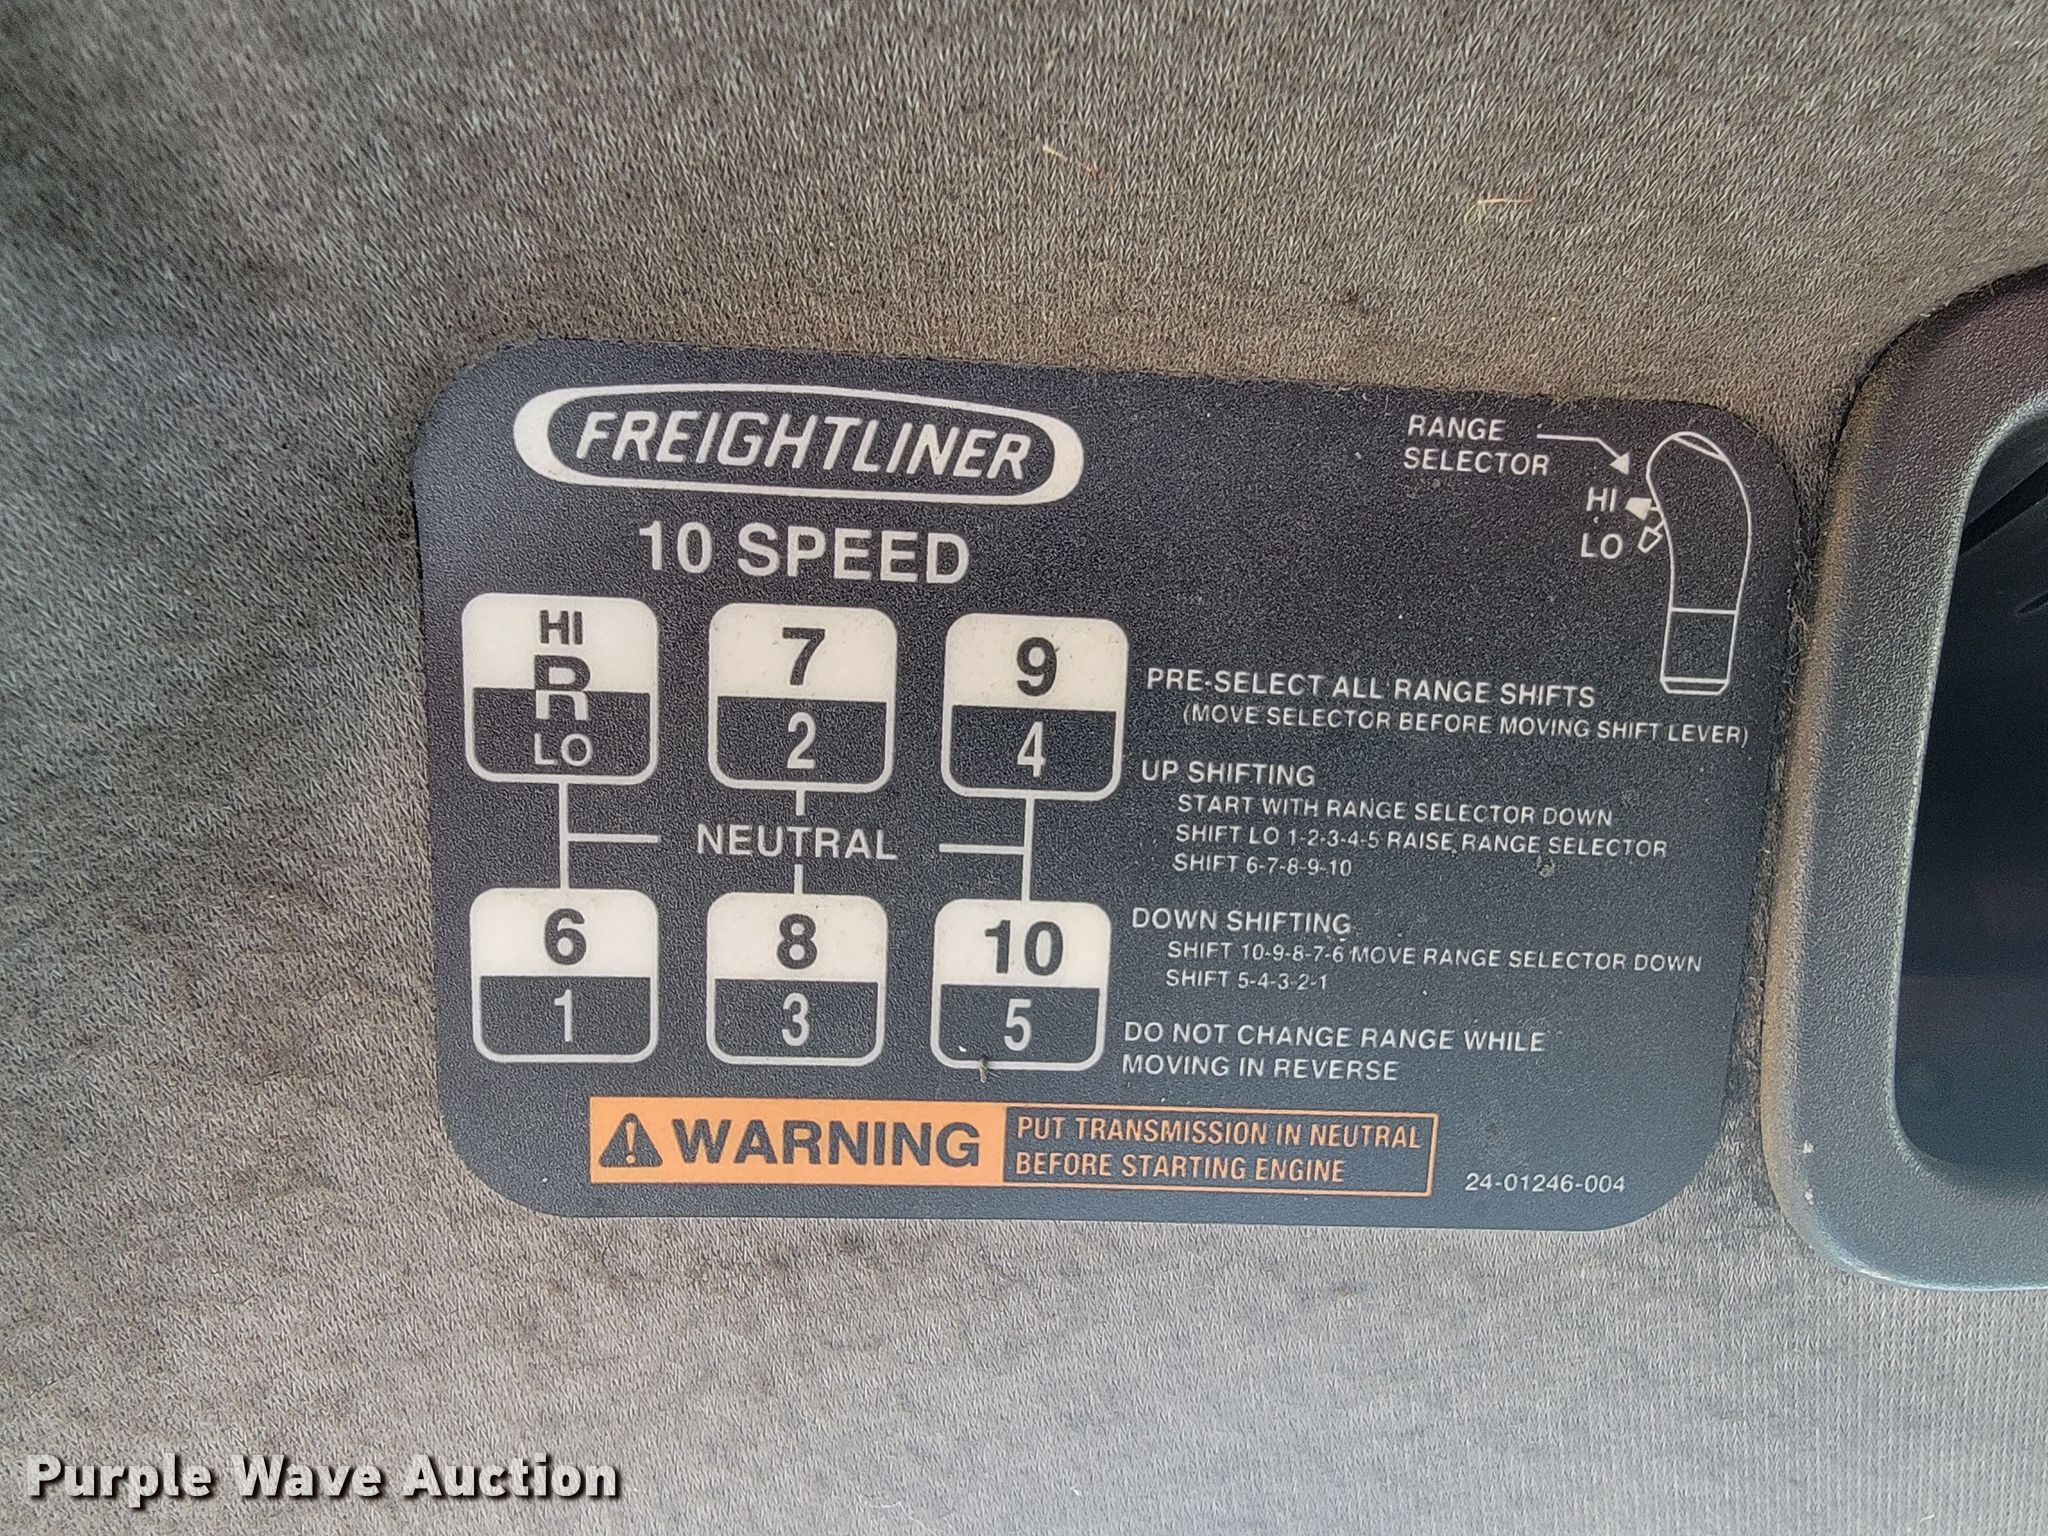 FREIGHTLINER
10 SPEED
RANGE
SELECTOR
HI
LO
HI
R
LO
7
2
9
4
NEUTRAL
6
1
8
3
10
5
PRE-SELECT ALL RANGE SHIFTS
(MOVE SELECTOR BEFORE MOVING SHIFT LEVER)
UP SHIFTING
START WITH RANGE SELECTOR DOWN
SHIFT LO 1-2-3-4-5 RAISE RANGE SELECTOR
SHIFT 6-7-8-9-10
DOWN SHIFTING
SHIFT 10-9-8-7-6 MOVE RANGE SELECTOR DOWN
SHIFT 5-4-3-2-1
DO NOT CHANGE RANGE WHILE
MOVING IN REVERSE
WARNING
PUT TRANSMISSION IN NEUTRAL
BEFORE STARTING ENGINE
24-01246-004
Purple Wave Auction